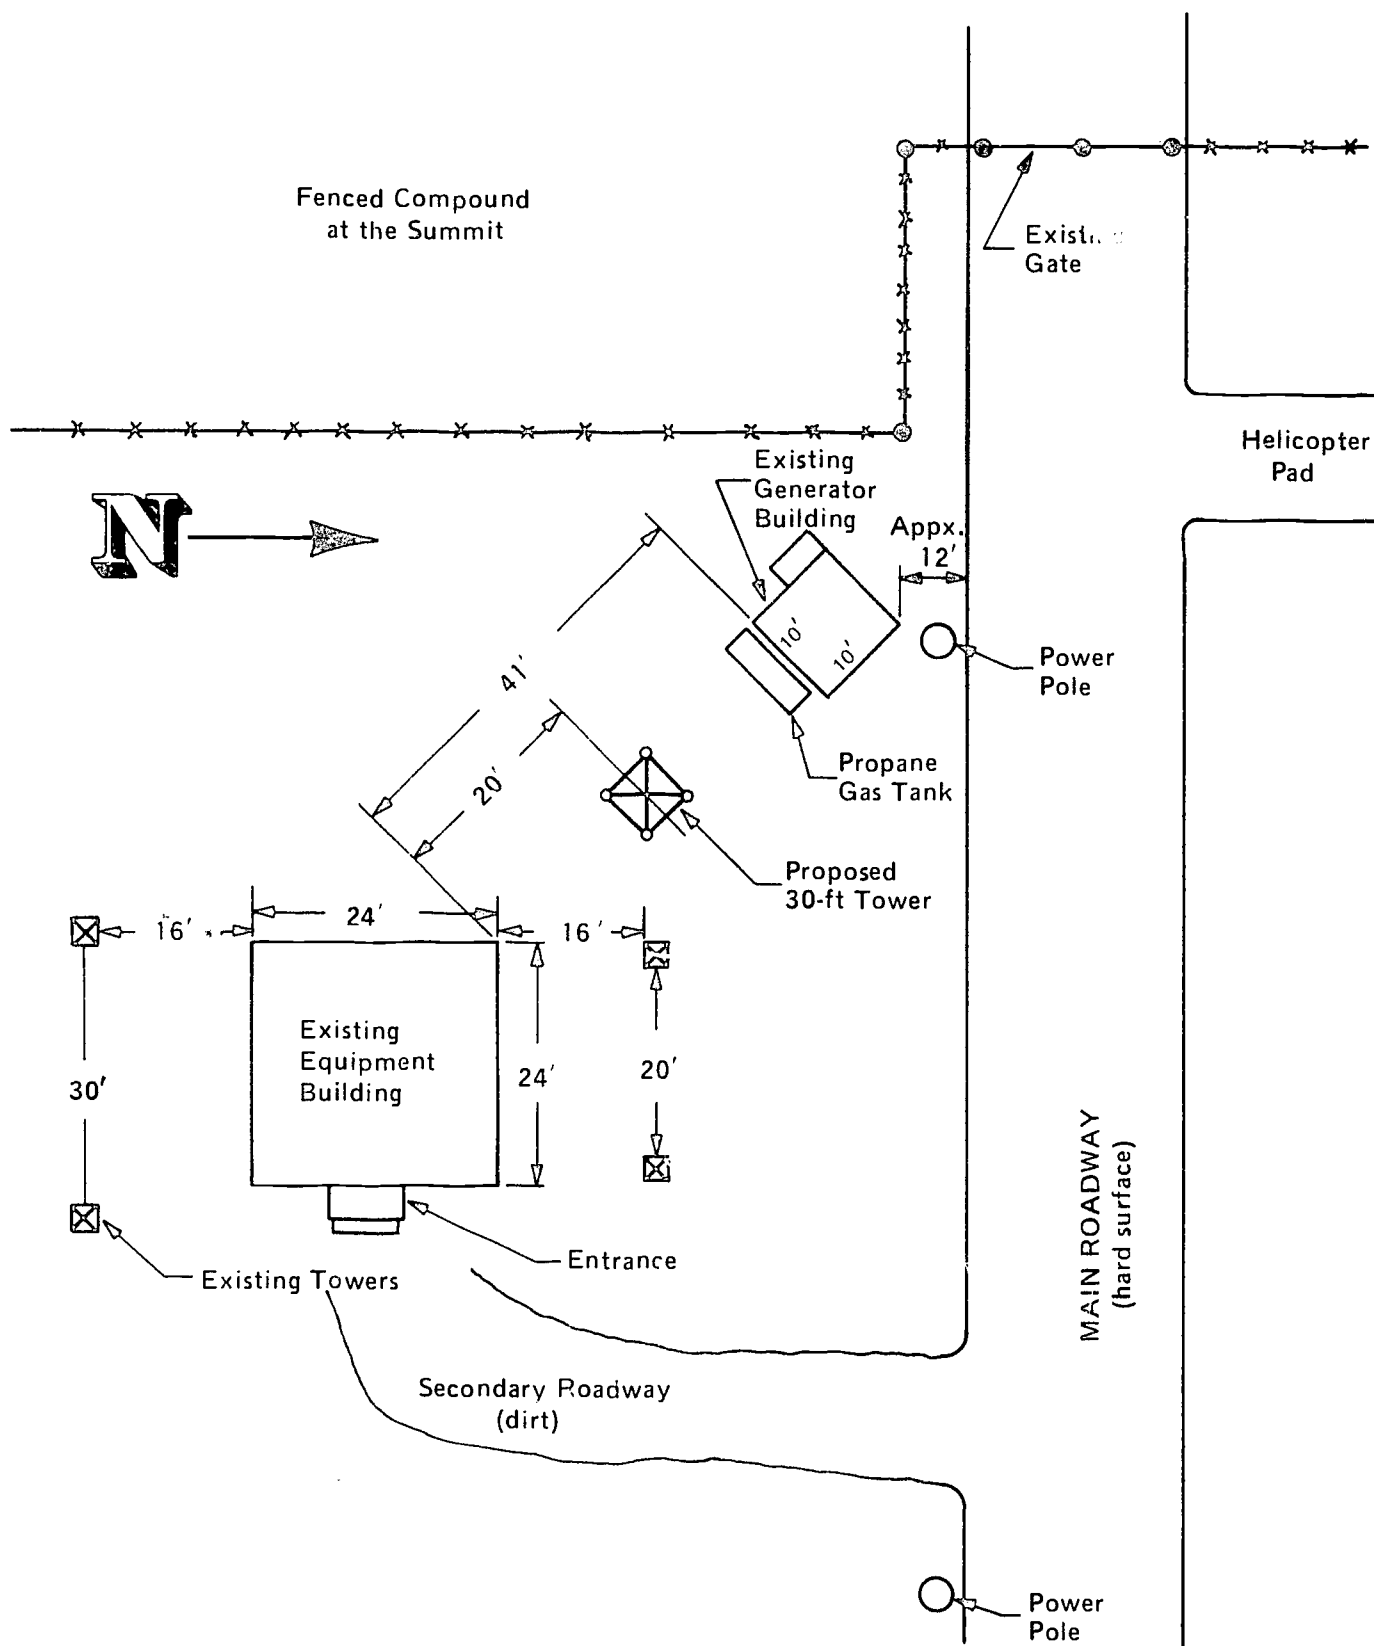 Fenced Compound
at the Summit
Gate
Helicopter
Pad
N
Existing
Generator
Building
Appx.
12'
10'
10'
Power
Pole
41'
20'
Propane
Gas Tank
Proposed
30-ft Tower
16'
24'
16'
Existing
Equipment
Building
30'
24'
20'
Entrance
Existing Towers
MAIN ROADWAY
(hard surface)
Secondary Roadway
(dirt)
Power
Pole